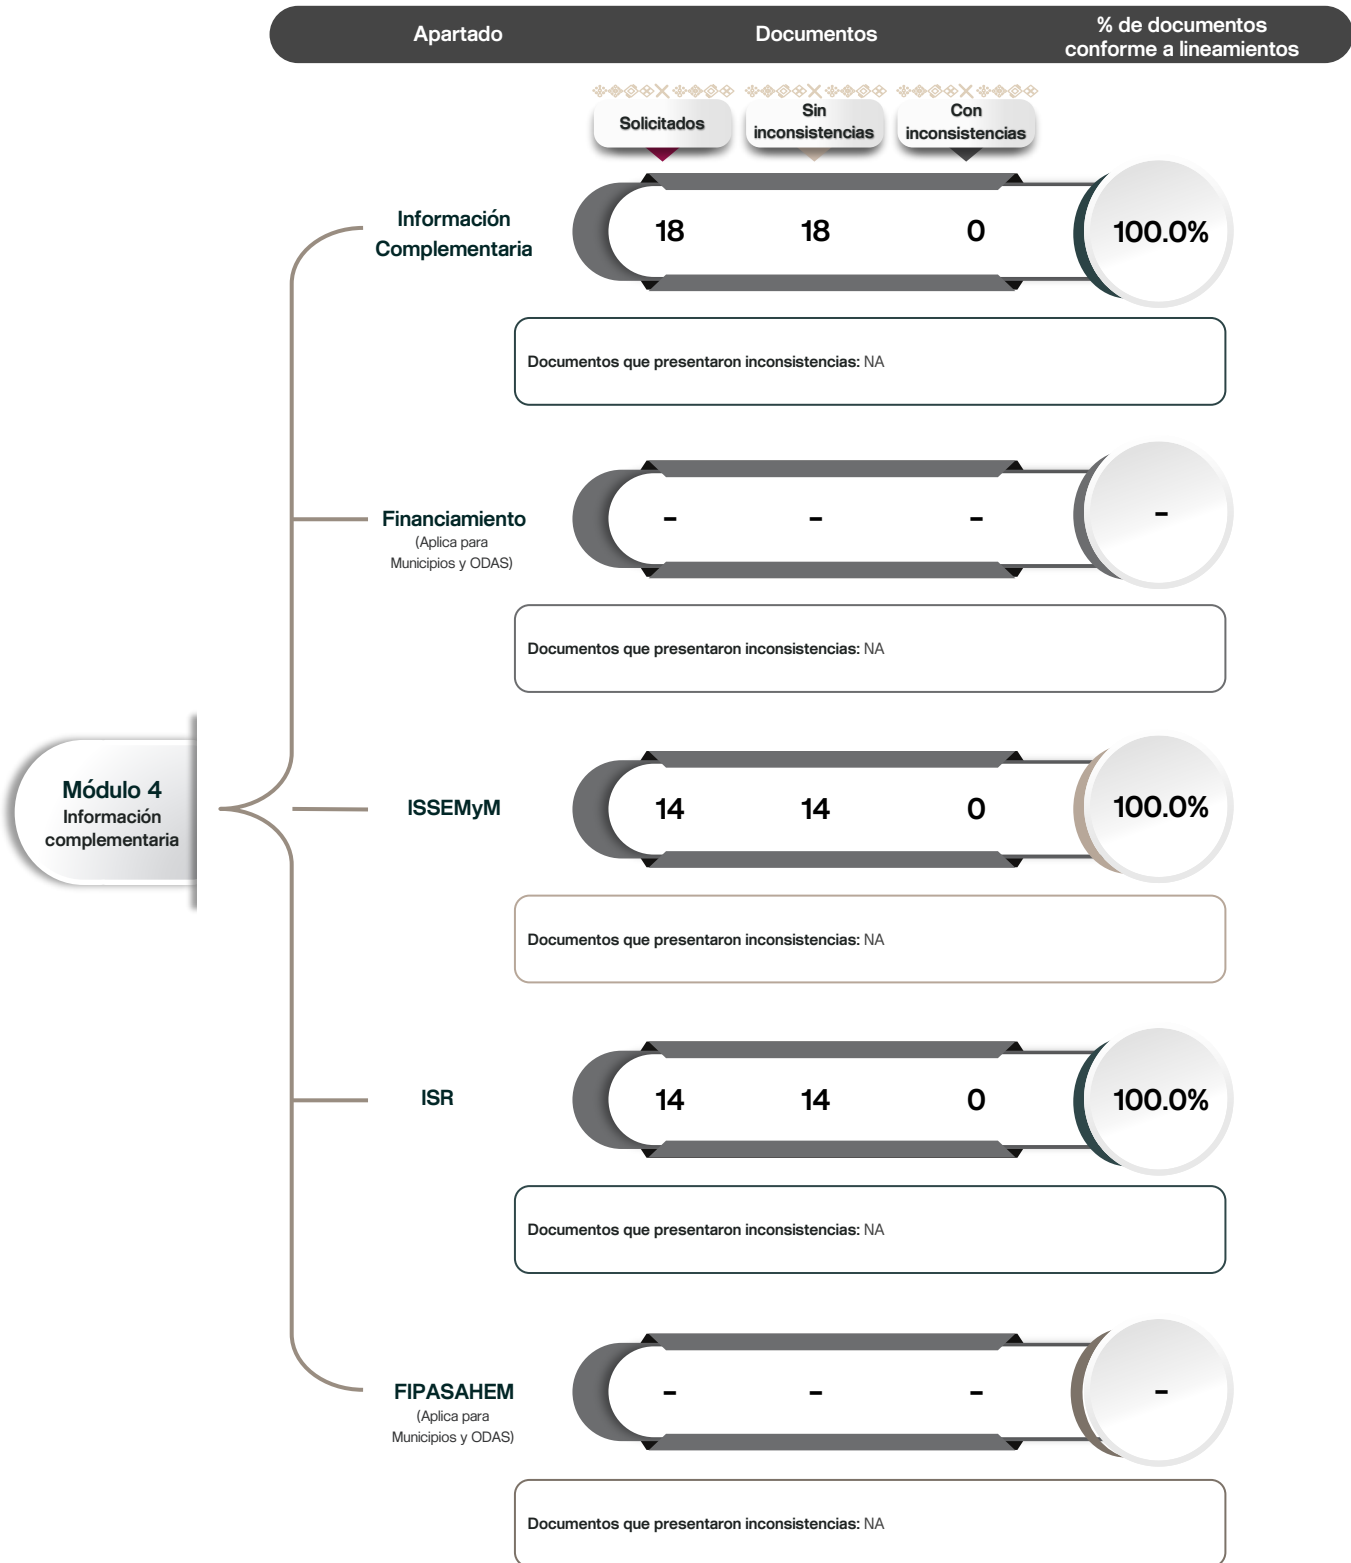 Apartado
Documentos
% de documentos
conforme a lineamientos
Solicitados
Sin
inconsistencias
Con
inconsistencias
Información
Complementaria
18 18 0 100.0%
Documentos que presentaron inconsistencias: NA
Financiamiento
(Aplica para
Municipios y ODAS)
- - - -
Documentos que presentaron inconsistencias: NA
Módulo 4
Información
complementaria
ISSEMyM
14 14 0 100.0%
Documentos que presentaron inconsistencias: NA
ISR
14 14 0 100.0%
Documentos que presentaron inconsistencias: NA
FIPASAHEM
(Aplica para
Municipios y ODAS)
- - - -
Documentos que presentaron inconsistencias: NA